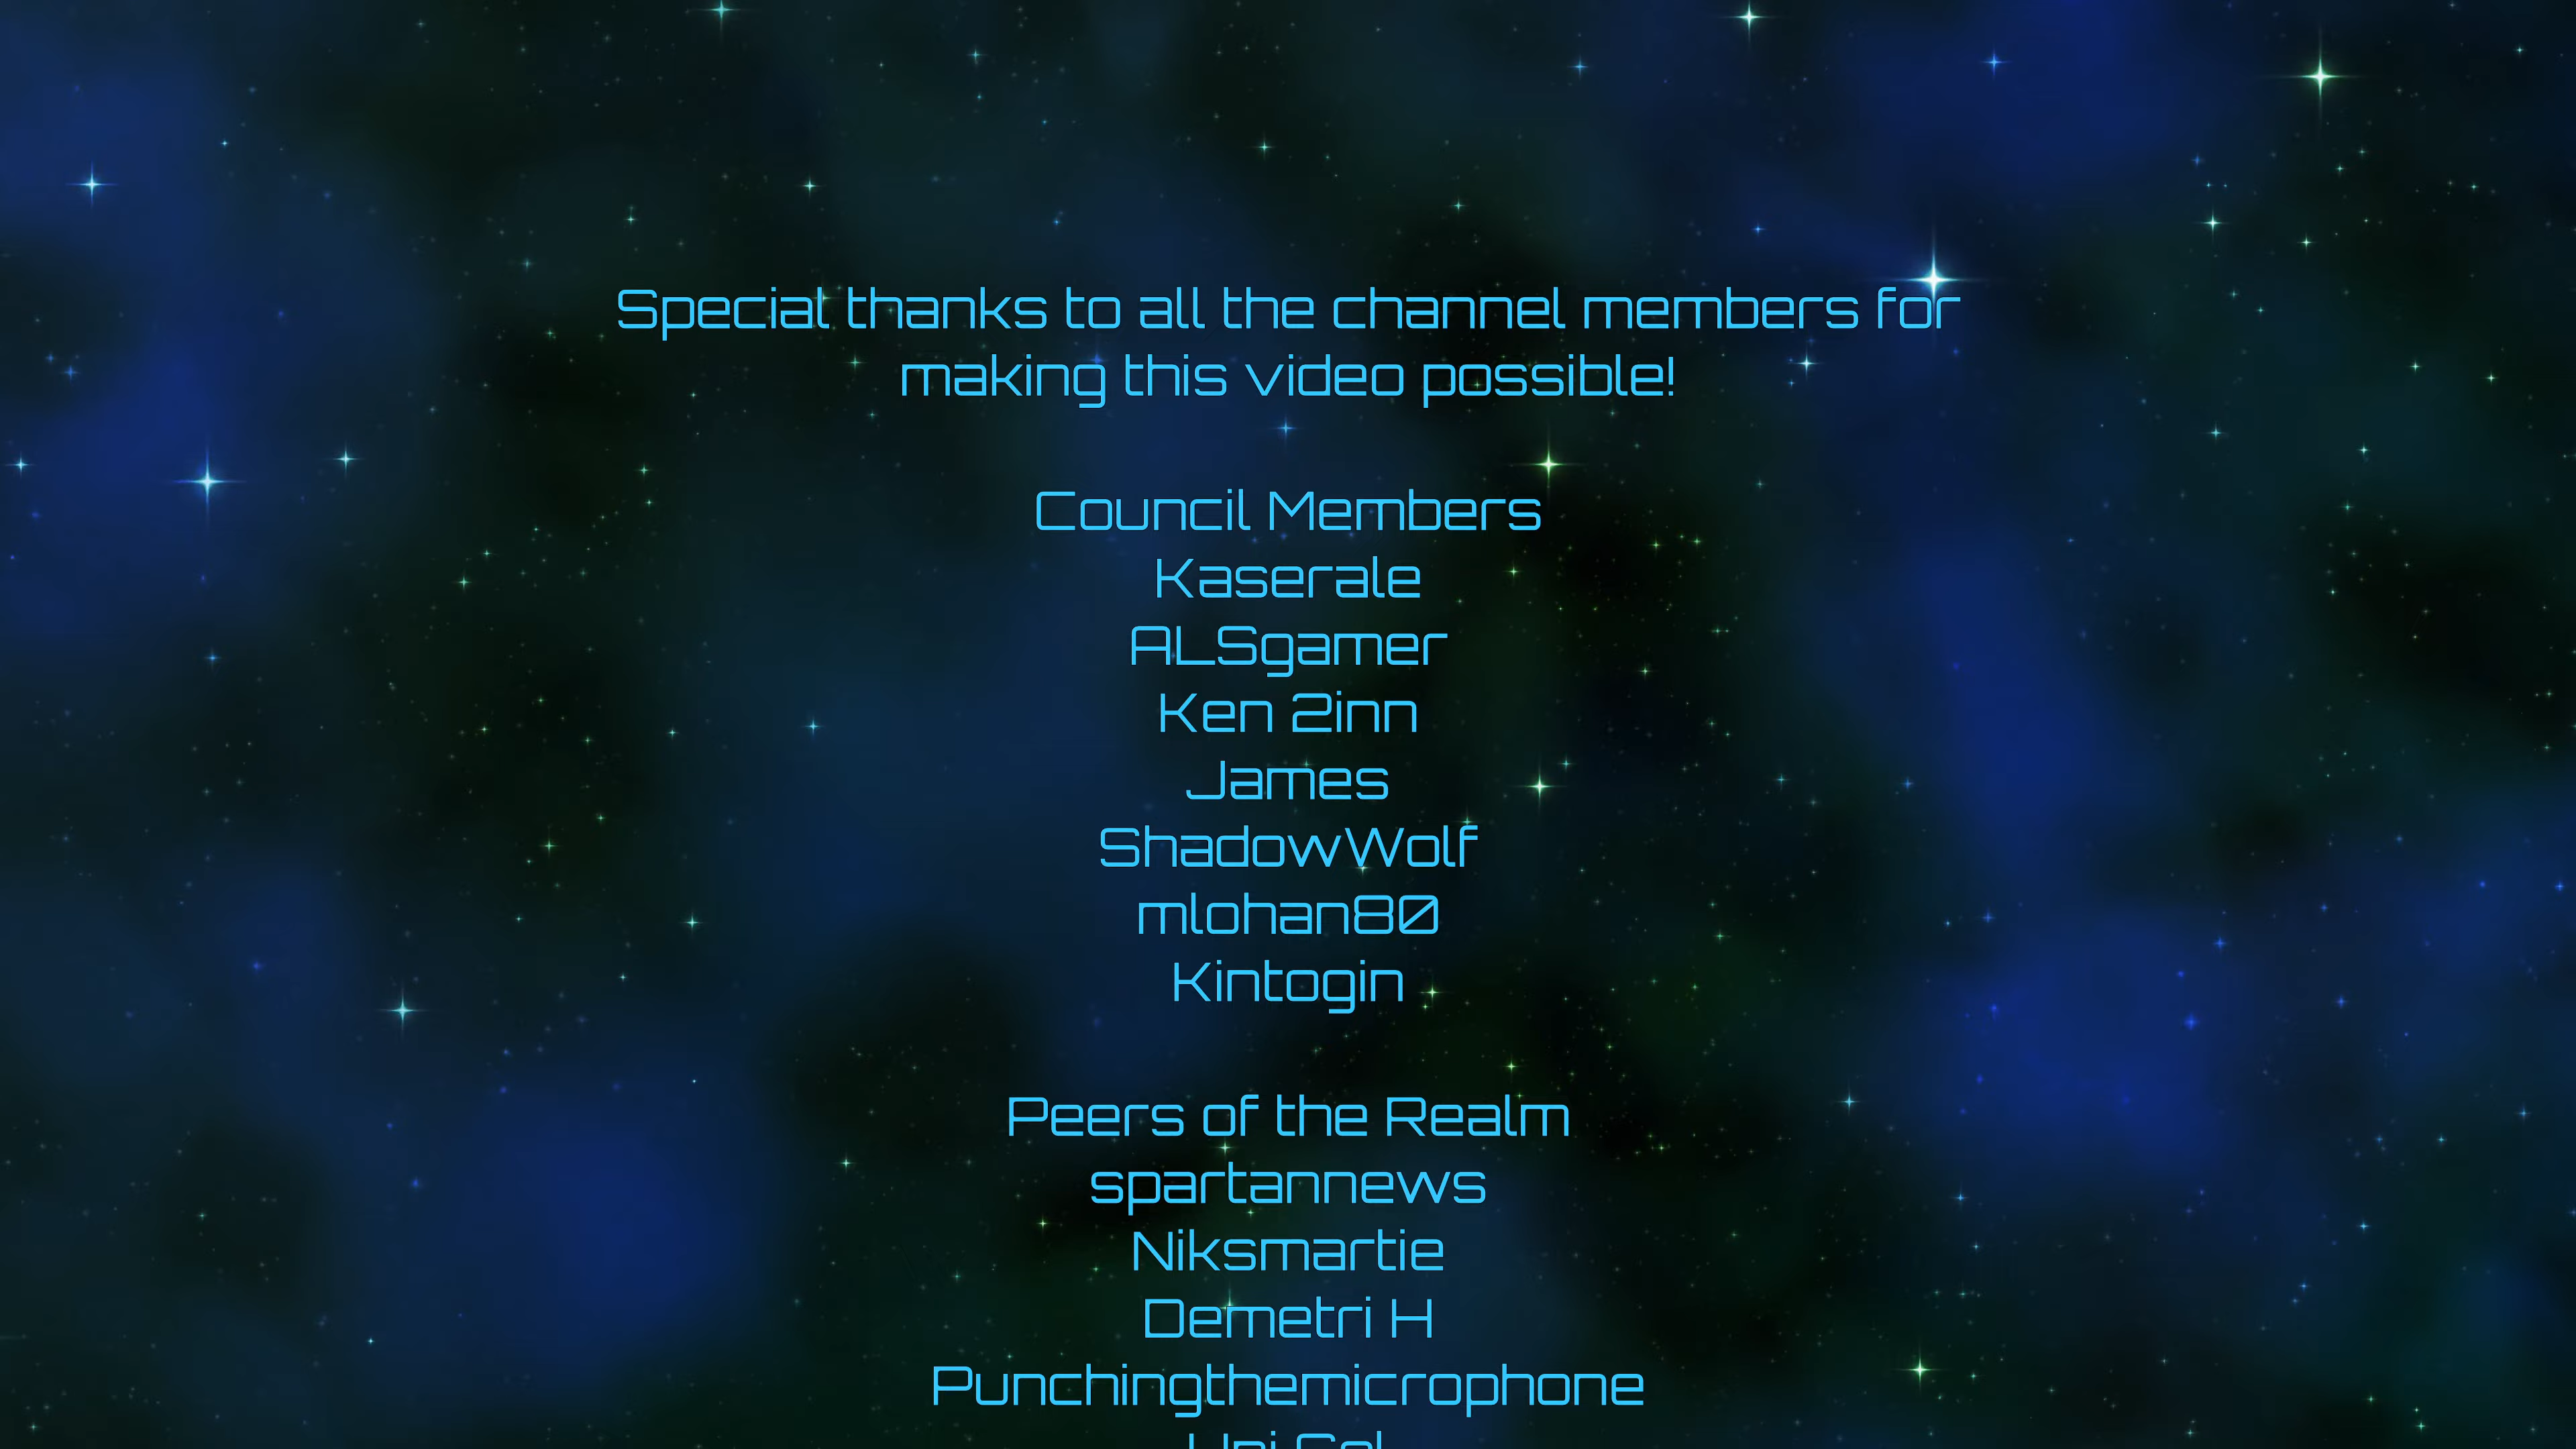 Special thanks to all the channel members for
making this video possible!
Council Members
Kaserale
ALSgamer
Ken 2inn
James
ShadowWolf
mlohan80
Kintogin
Peers of the Realm
spartannews
Niksmartie
Demetri H
Punchingthemicrophone